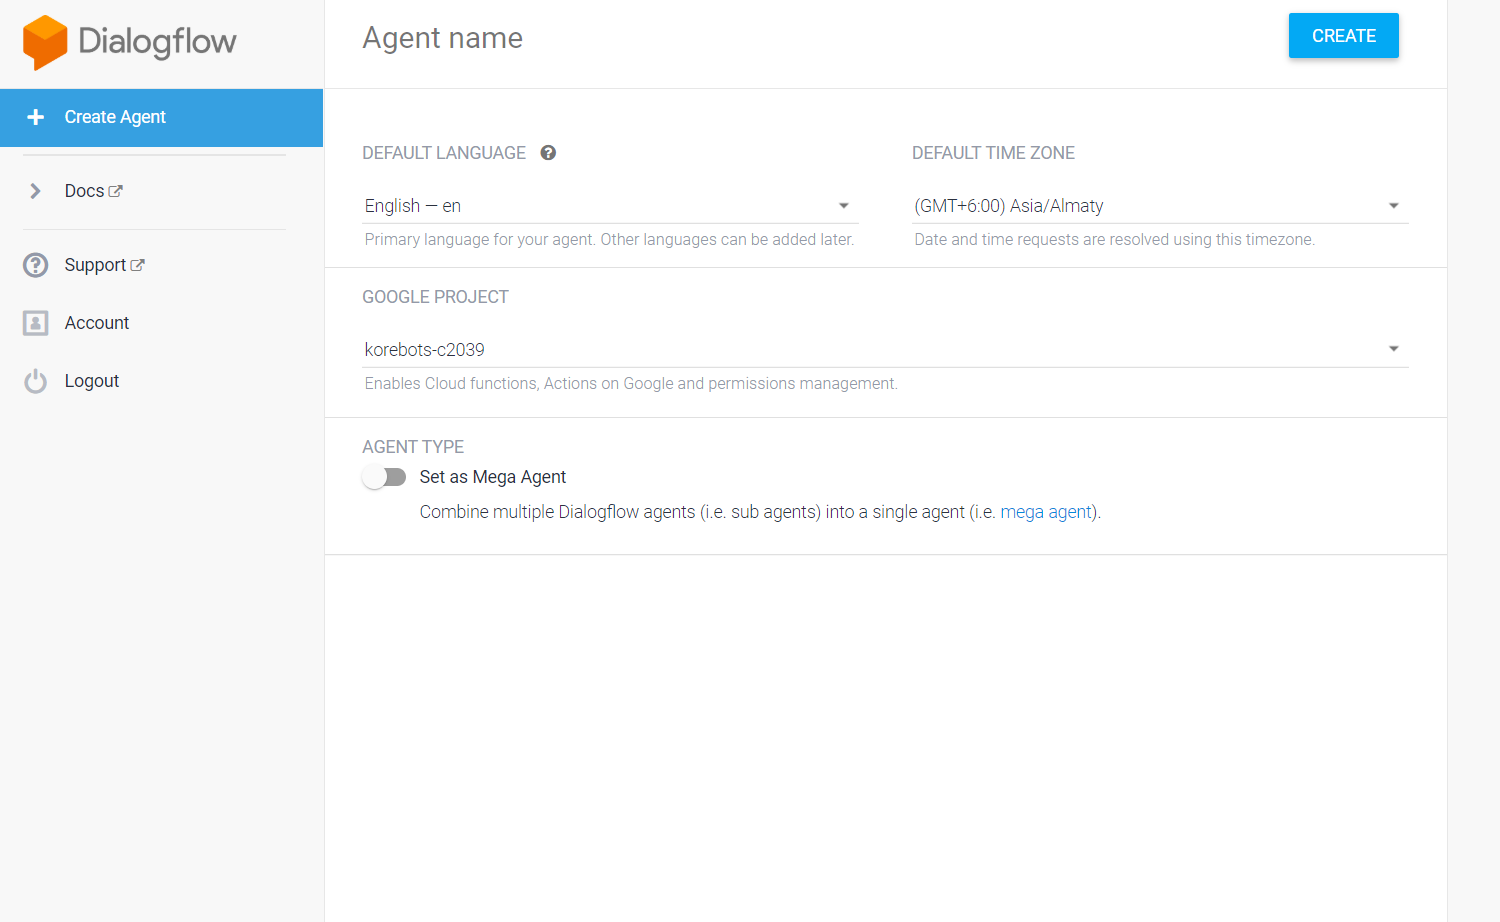 Dialogflow
Agent name
CREATE
Create Agent
Docs
Support
Account
Logout
DEFAULT LANGUAGE
English — en
Primary language for your agent. Other languages can be added later.
DEFAULT TIME ZONE
(GMT+6:00) Asia/Almaty
Date and time requests are resolved using this timezone.
GOOGLE PROJECT
korebots-c2039
Enables Cloud functions, Actions on Google and permissions management.
AGENT TYPE
Set as Mega Agent
Combine multiple Dialogflow agents (i.e. sub agents) into a single agent (i.e. mega agent).